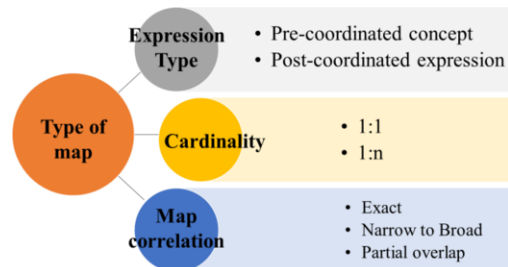 Expression
Type
• Pre-coordinated concept
• Post-coordinated expression
Type of
map
Cardinality
• 1:1
• 1:n
Map
correlation
• Exact
• Narrow to Broad
• Partial overlap